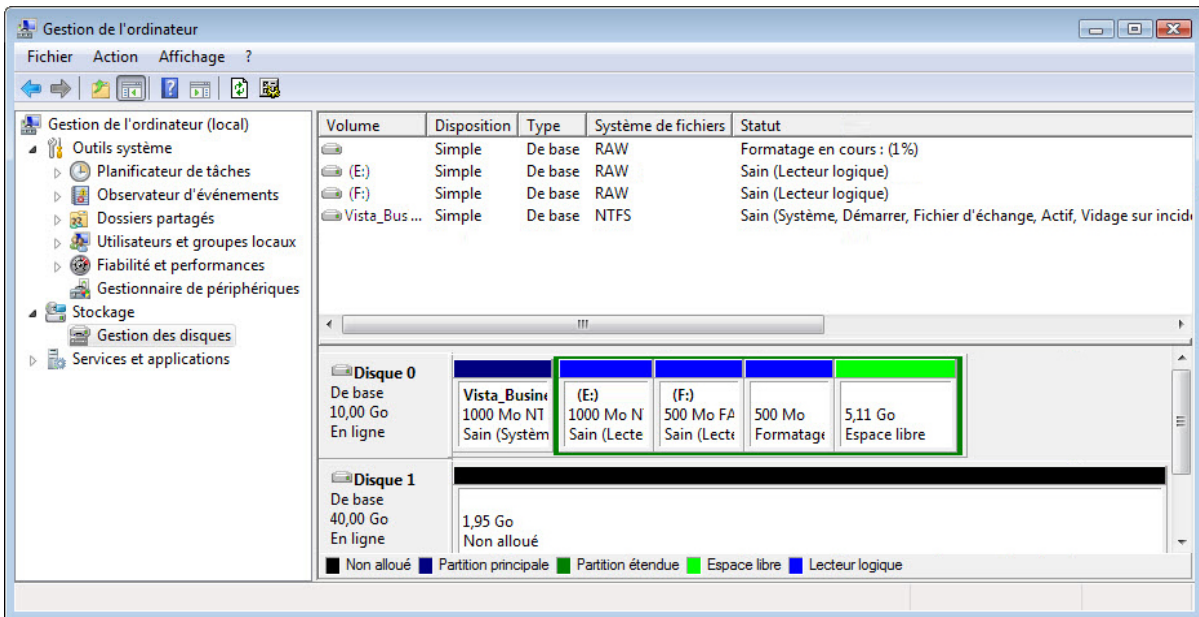 Gestion de l'ordinateur
Fichier Action Affichage ?
Gestion de l'ordinateur (local)
Outils système
Planificateur de tâches
Observateur d'événements
Dossiers partagés
Utilisateurs et groupes locaux
Fiabilité et performances
Gestionnaire de périphériques
Stockage
Gestion des disques
Services et applications
Volume Disposition Type Système de fichiers Statut
Simple De base RAW Formatage en cours : (1%)
(E:) Simple De base RAW Sain (Lecteur logique)
(F:) Simple De base RAW Sain (Lecteur logique)
Vista_Bus ... Simple De base NTFS Sain (Système, Démarrer, Fichier d'échange, Actif, Vidage sur incide
Disque 0
De base
10,00 Go
En ligne
Vista_Busine
1000 Mo NT
Sain (Systèm
(E:)
1000 Mo N
Sain (Lecte
(F:)
500 Mo FA
Sain (Lecte
500 Mo
Formatage
5,11 Go
Espace libre
Disque 1
De base
40,00 Go
En ligne
1,95 Go
Non alloué
Non alloué Partition principale Partition étendue Espace libre Lecteur logique